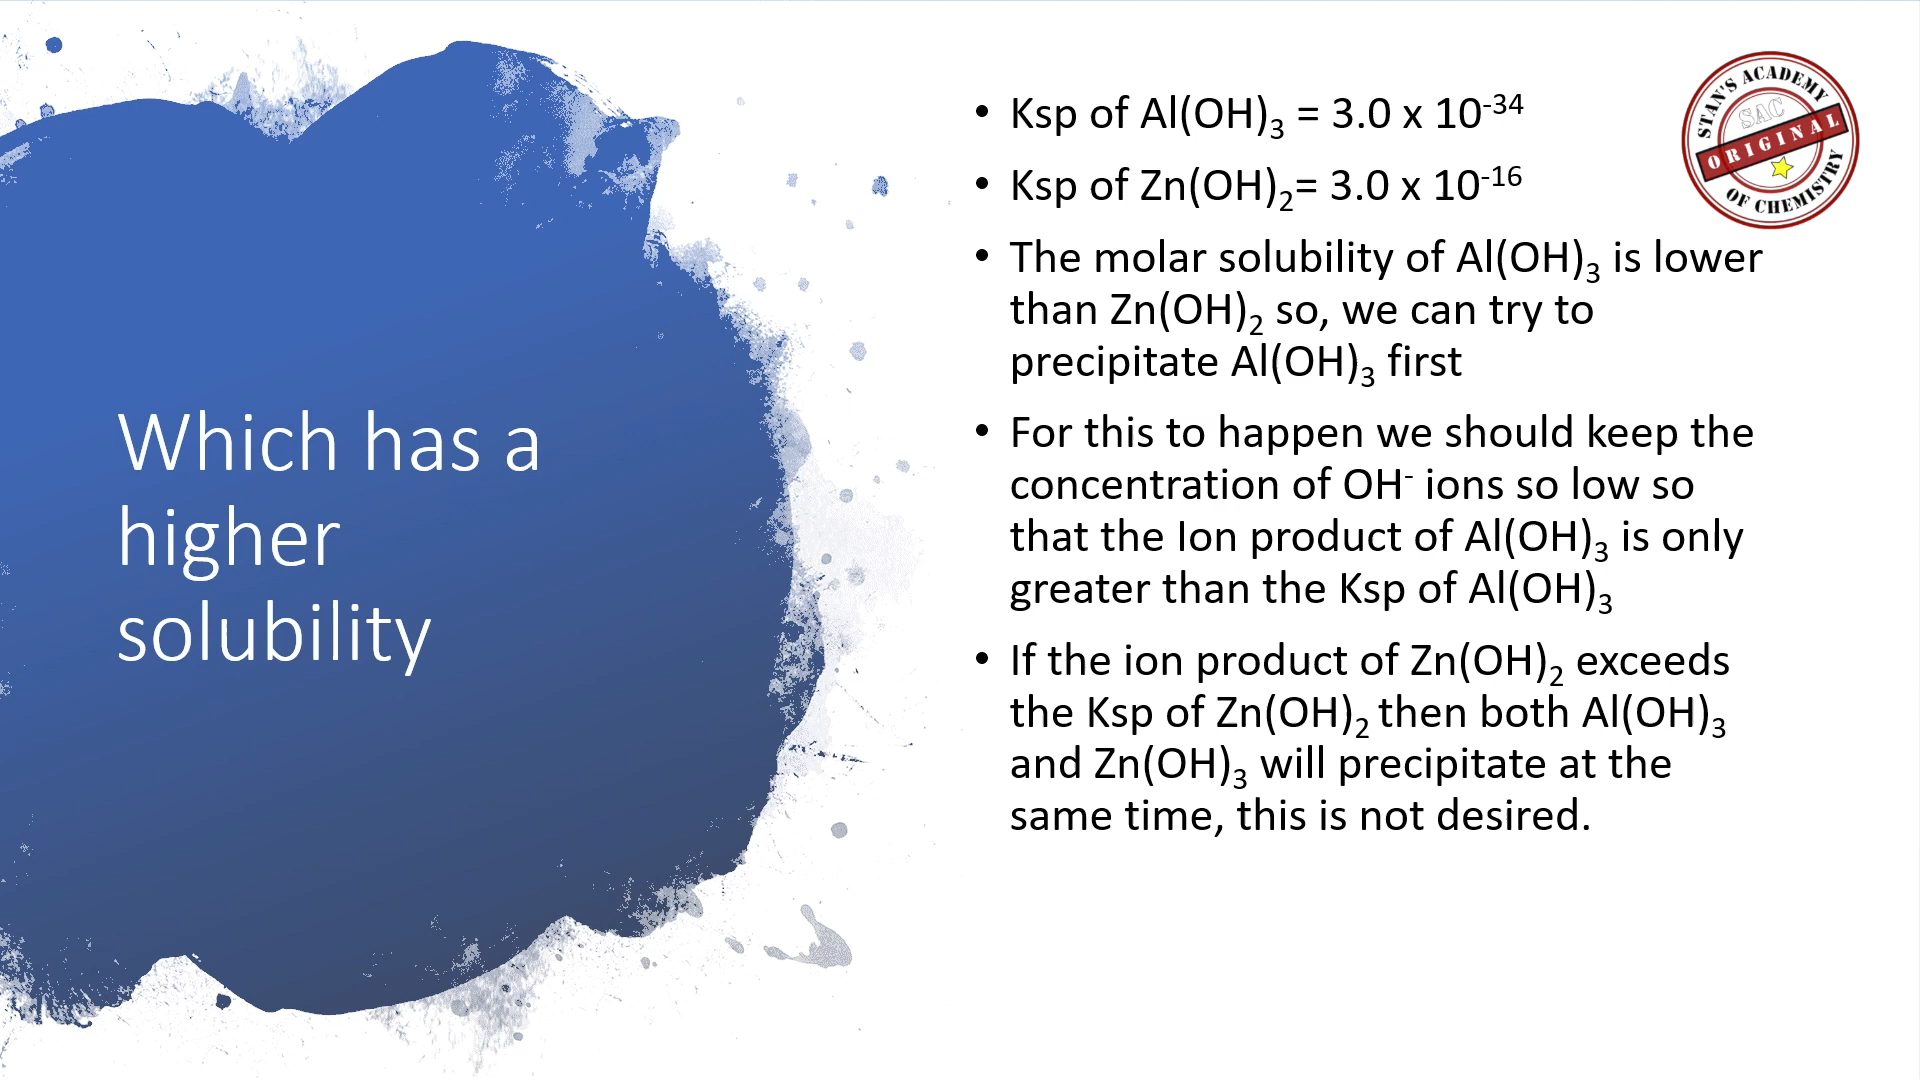 Which has a
higher
solubility
• Ksp of Al(OH)₃ = 3.0 x 10⁻³⁴
• Ksp of Zn(OH)₂= 3.0 x 10⁻¹⁶
• The molar solubility of Al(OH)₃ is lower
than Zn(OH)₂ so, we can try to
precipitate Al(OH)₃ first
• For this to happen we should keep the
concentration of OH⁻ ions so low so
that the Ion product of Al(OH)₃ is only
greater than the Ksp of Al(OH)₃
• If the ion product of Zn(OH)₂ exceeds
the Ksp of Zn(OH)₂ then both Al(OH)₃
and Zn(OH)₃ will precipitate at the
same time, this is not desired.
STAN'S ACADEMY
SAC
ORIGINAL
OF CHEMISTRY